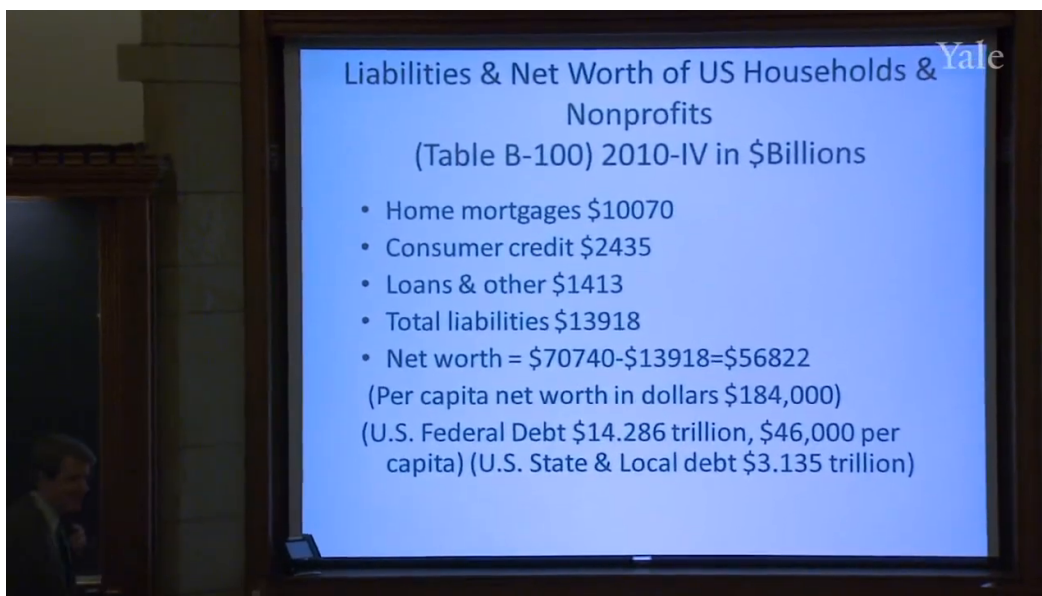 Yale
Liabilities & Net Worth of US Households &
Nonprofits
(Table B-100) 2010-IV in $Billions
• Home mortgages $10070
• Consumer credit $2435
• Loans & other $1413
• Total liabilities $13918
• Net worth = $70740-$13918=$56822
(Per capita net worth in dollars $184,000)
(U.S. Federal Debt $14.286 trillion, $46,000 per
capita) (U.S. State & Local debt $3.135 trillion)